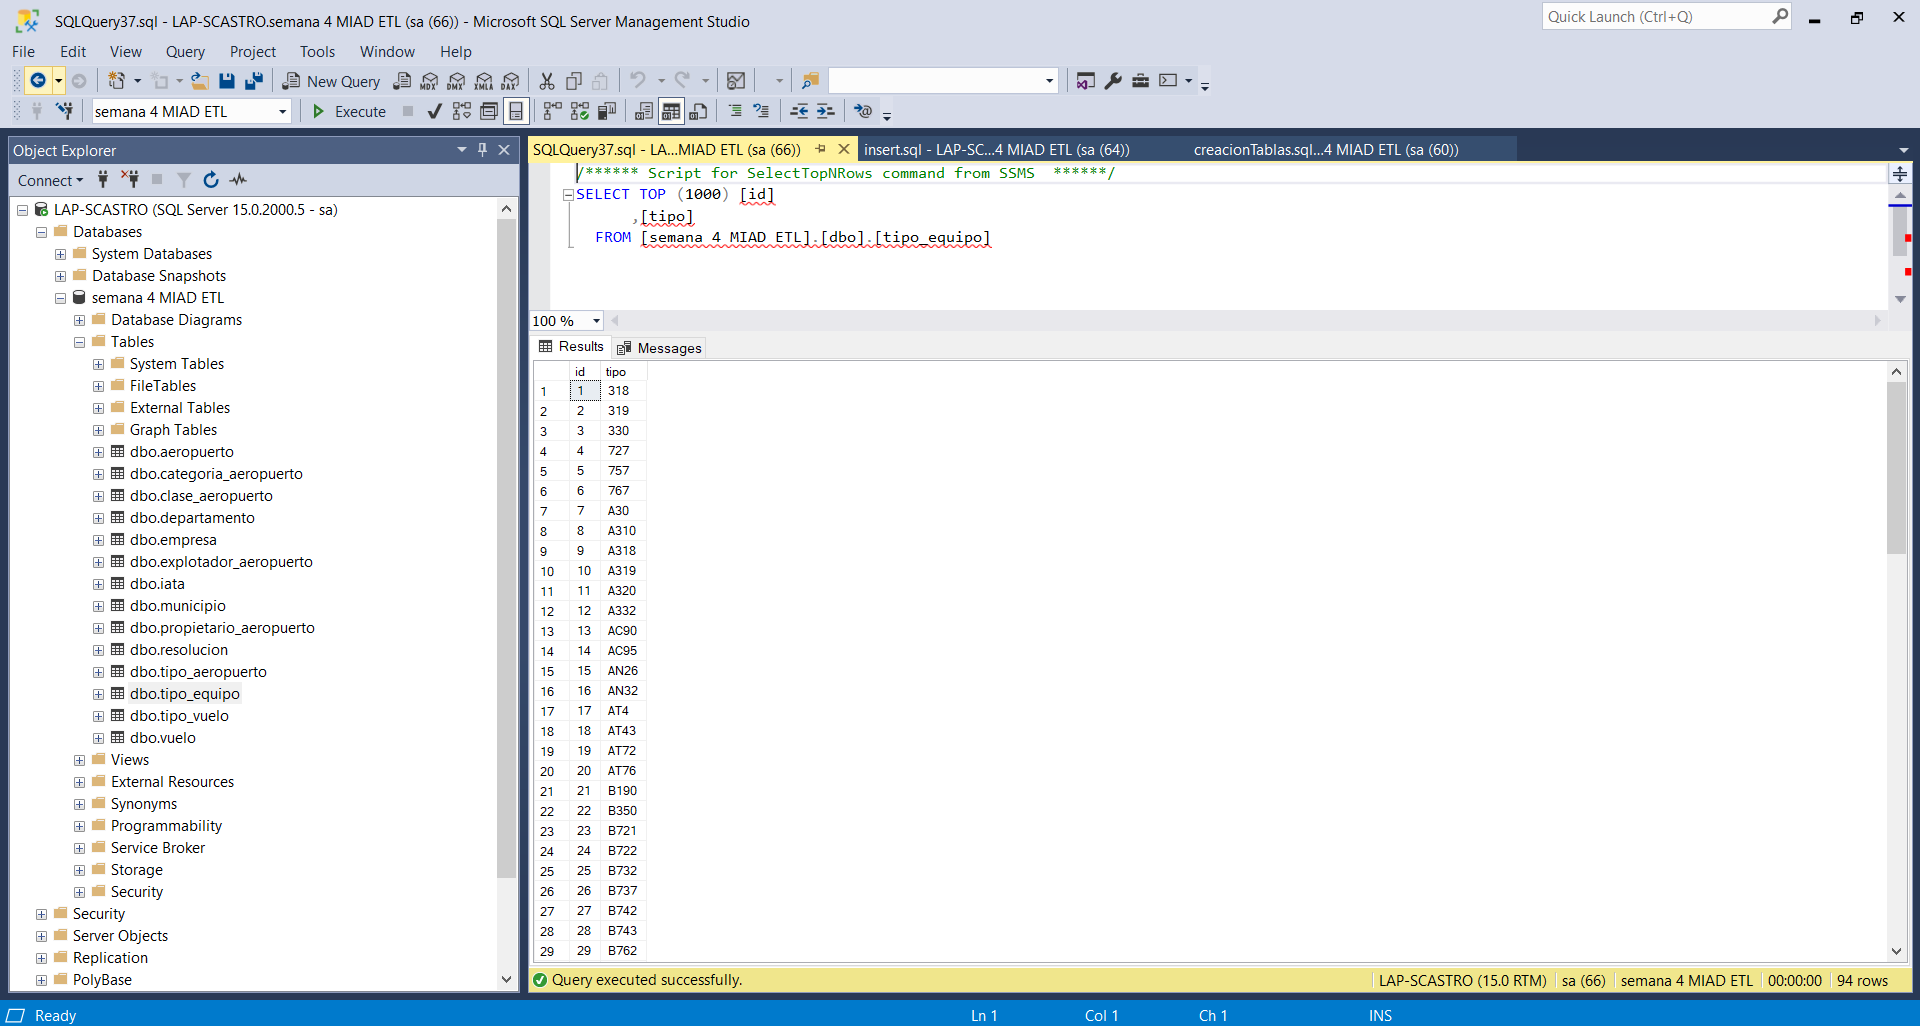 SQLQuery37.sql - LAP-SCASTRO.semana 4 MIAD ETL (sa (66)) - Microsoft SQL Server Management Studio
Quick Launch (Ctrl+Q)
File Edit View Query Project Tools Window Help
New Query MDX DMX XMLA DAX
semana 4 MIAD ETL Execute
Object Explorer
Connect
LAP-SCASTRO (SQL Server 15.0.2000.5 - sa)
Databases
System Databases
Database Snapshots
semana 4 MIAD ETL
Database Diagrams
Tables
System Tables
FileTables
External Tables
Graph Tables
dbo.aeropuerto
dbo.categoria_aeropuerto
dbo.clase_aeropuerto
dbo.departamento
dbo.empresa
dbo.explotador_aeropuerto
dbo.iata
dbo.municipio
dbo.propietario_aeropuerto
dbo.resolucion
dbo.tipo_aeropuerto
dbo.tipo_equipo
dbo.tipo_vuelo
dbo.vuelo
Views
External Resources
Synonyms
Programmability
Service Broker
Storage
Security
Security
Server Objects
Replication
PolyBase
SQLQuery37.sql - LA...MIAD ETL (sa (66)) insert.sql - LAP-SC...4 MIAD ETL (sa (64)) creacionTablas.sql...4 MIAD ETL (sa (60))
/****** Script for SelectTopNRows command from SSMS ******/
SELECT TOP (1000) [id]
,[tipo]
FROM [semana 4 MIAD ETL].[dbo].[tipo_equipo]
100 %
Results Messages
id tipo
1 1 318
2 2 319
3 3 330
4 4 727
5 5 757
6 6 767
7 7 A30
8 8 A310
9 9 A318
10 10 A319
11 11 A320
12 12 A332
13 13 AC90
14 14 AC95
15 15 AN26
16 16 AN32
17 17 AT4
18 18 AT43
19 19 AT72
20 20 AT76
21 21 B190
22 22 B350
23 23 B721
24 24 B722
25 25 B732
26 26 B737
27 27 B742
28 28 B743
29 29 B762
Query executed successfully. LAP-SCASTRO (15.0 RTM) sa (66) semana 4 MIAD ETL 00:00:00 94 rows
Ready Ln 1 Col 1 Ch 1 INS